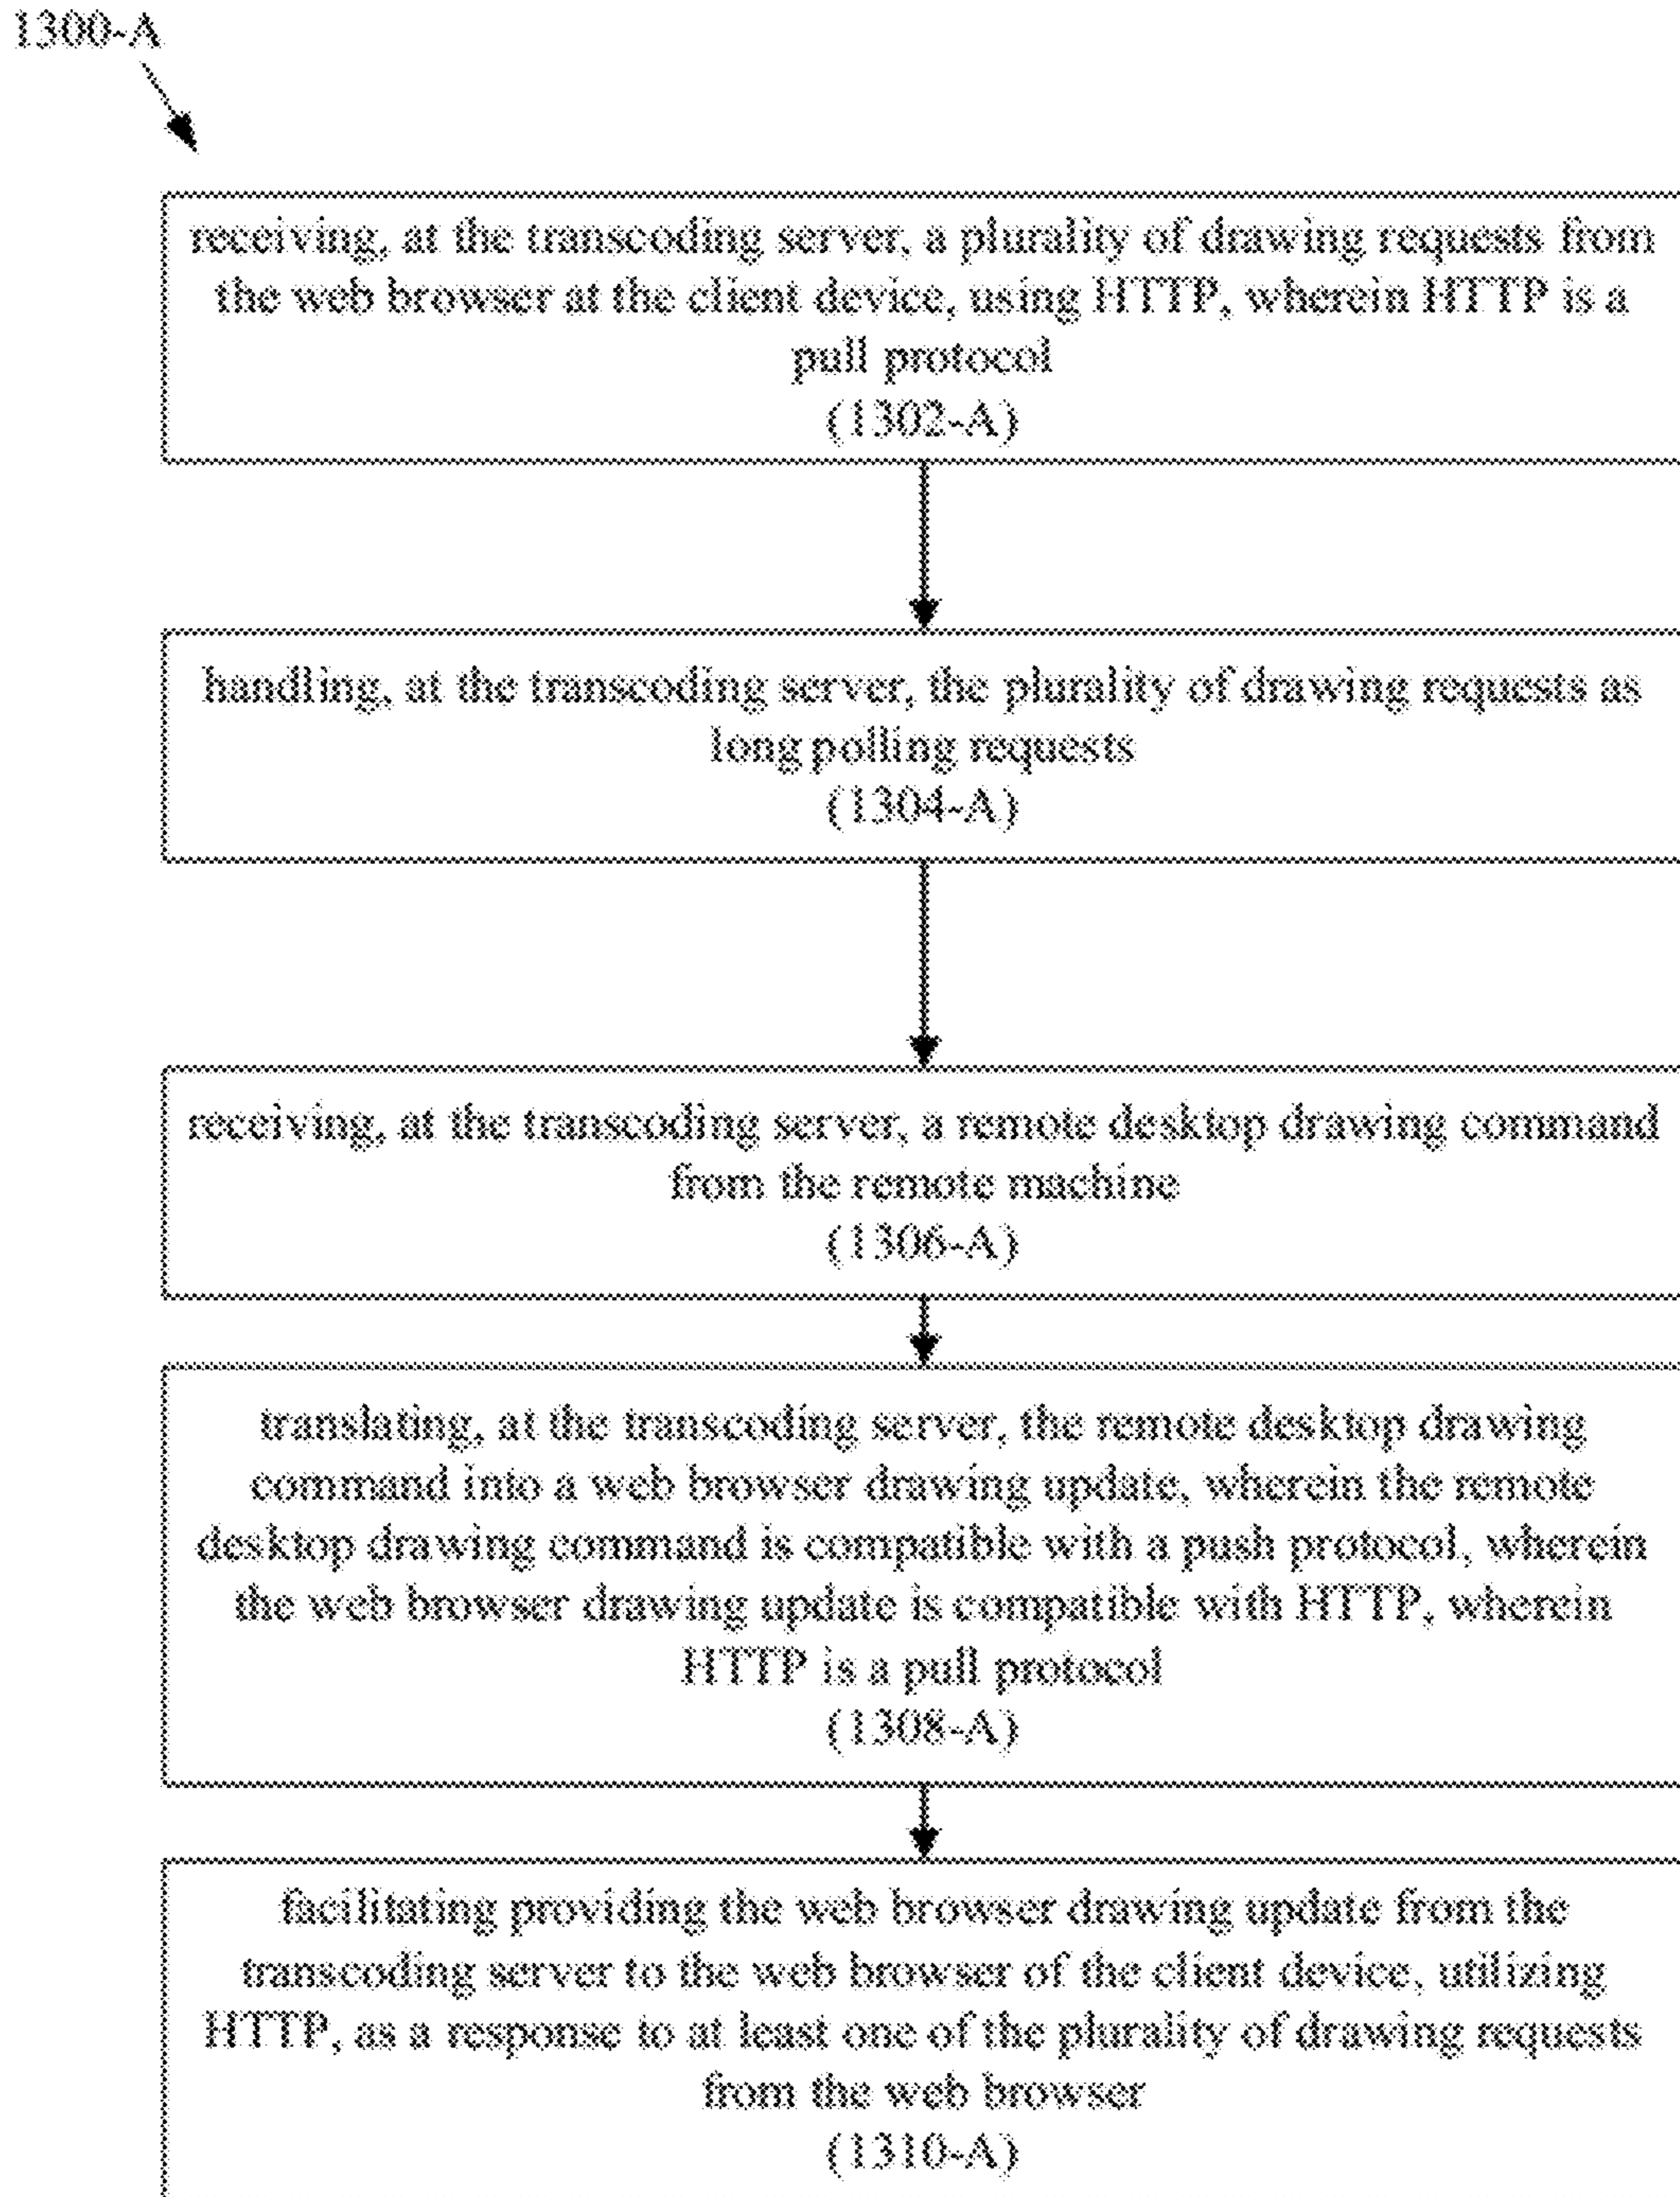 1300-A
receiving, at the transcoding server, a plurality of drawing requests from
the web browser at the client device, using HTTP, wherein HTTP is a
pull protocol
(1302-A)
handling, at the transcoding server, the plurality of drawing requests as
long polling requests
(1304-A)
receiving, at the transcoding server, a remote desktop drawing command
from the remote machine
(1306-A)
translating, at the transcoding server, the remote desktop drawing
command into a web browser drawing update, wherein the remote
desktop drawing command is compatible with a push protocol, wherein
the web browser drawing update is compatible with HTTP, wherein
HTTP is a pull protocol
(1308-A)
facilitating providing the web browser drawing update from the
transcoding server to the web browser of the client device, utilizing
HTTP, as a response to at least one of the plurality of drawing requests
from the web browser
(1310-A)